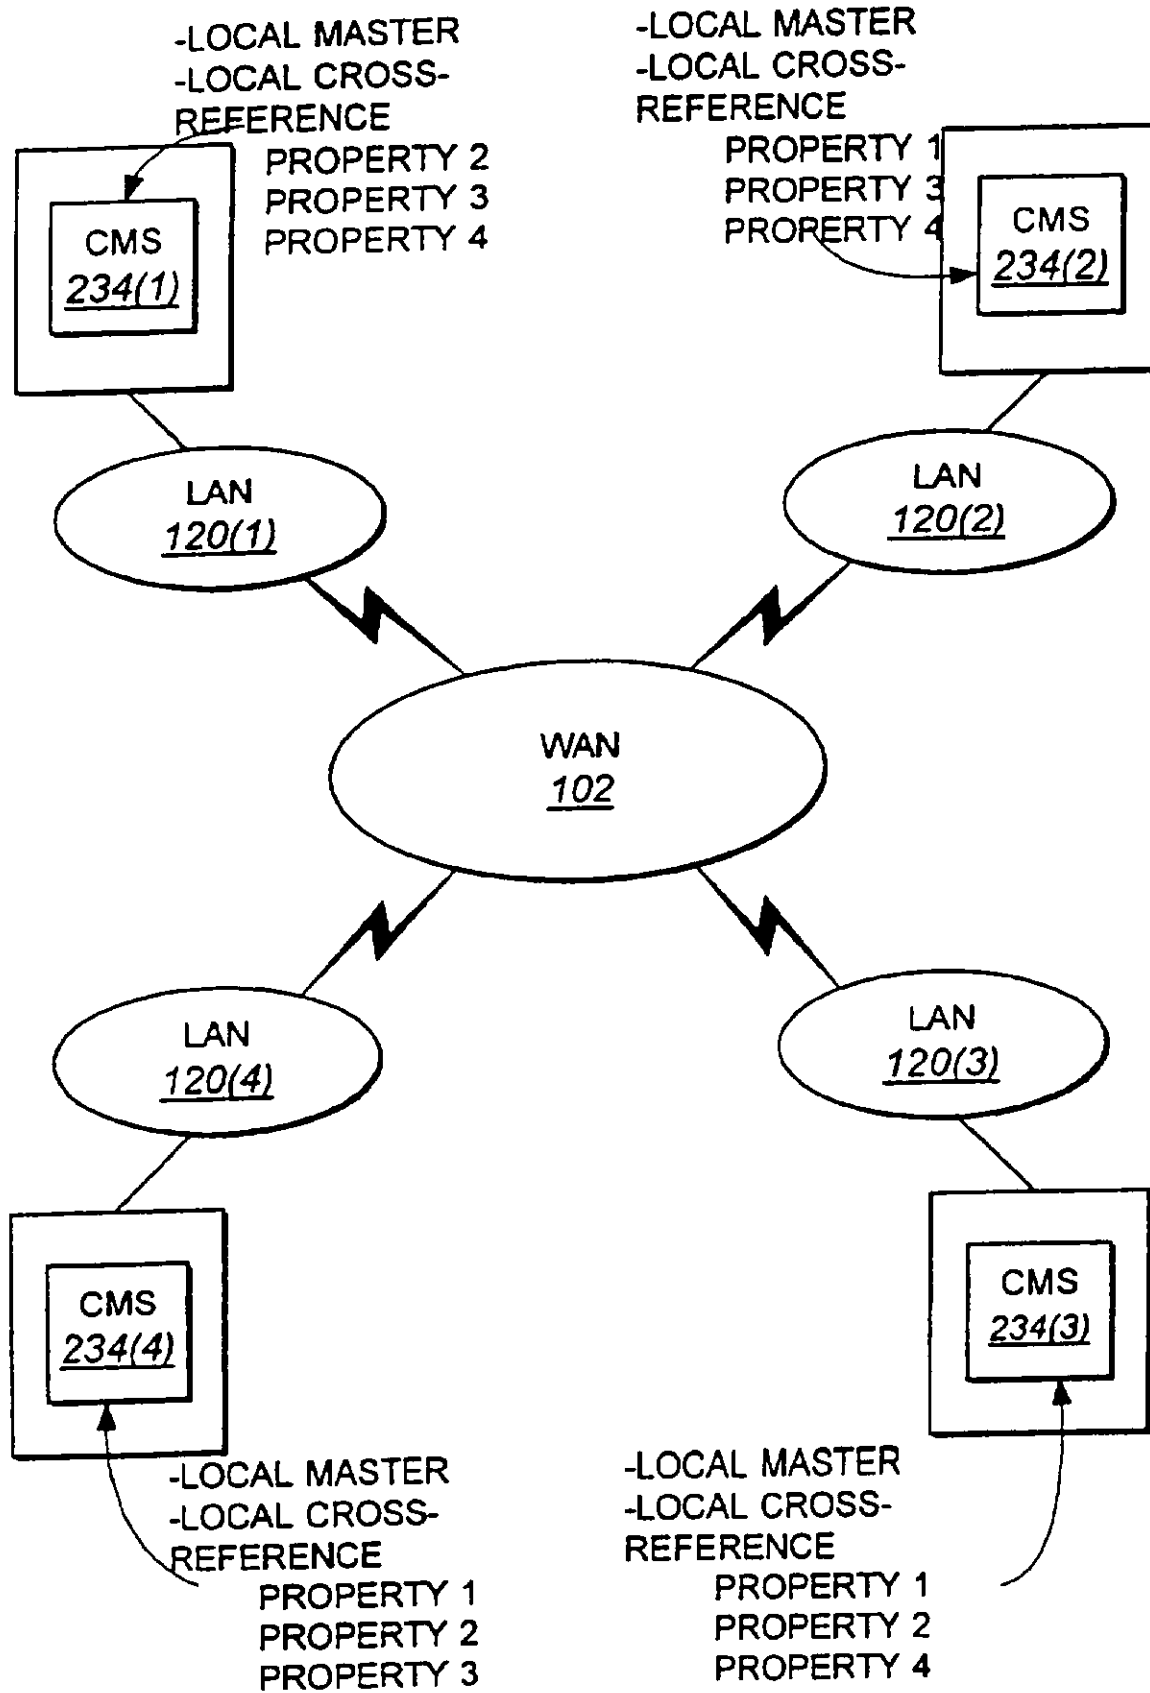 -LOCAL MASTER
-LOCAL CROSS-
REFERENCE
PROPERTY 2
PROPERTY 3
PROPERTY 4
CMS
234(1)
-LOCAL MASTER
-LOCAL CROSS-
REFERENCE
PROPERTY 1
PROPERTY 3
PROPERTY 4
CMS
234(2)
LAN
120(1)
LAN
120(2)
WAN
102
LAN
120(4)
LAN
120(3)
CMS
234(4)
CMS
234(3)
-LOCAL MASTER
-LOCAL CROSS-
REFERENCE
PROPERTY 1
PROPERTY 2
PROPERTY 3
-LOCAL MASTER
-LOCAL CROSS-
REFERENCE
PROPERTY 1
PROPERTY 2
PROPERTY 4